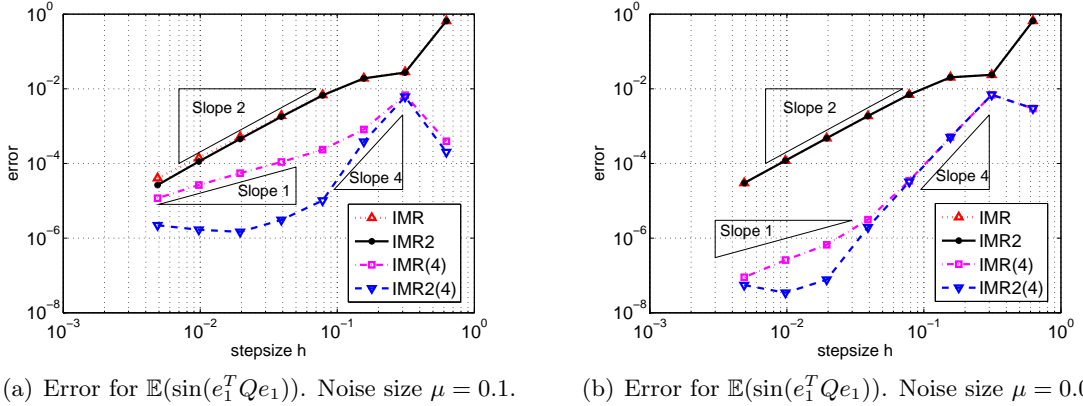 10^0
10^{-2}
10^{-4}
10^{-6}
10^{-8}
error
Slope 2
Slope 1
Slope 4
IMR
IMR2
IMR(4)
IMR2(4)
10^{-3}
10^{-2}
10^{-1}
10^0
stepsize h
(a) Error for 𝔼(sin(e_1^T Qe_1)). Noise size μ = 0.1.
10^0
10^{-2}
10^{-4}
10^{-6}
10^{-8}
error
Slope 2
Slope 1
Slope 4
IMR
IMR2
IMR(4)
IMR2(4)
10^{-3}
10^{-2}
10^{-1}
10^0
stepsize h
(b) Error for 𝔼(sin(e_1^T Qe_1)). Noise size μ =